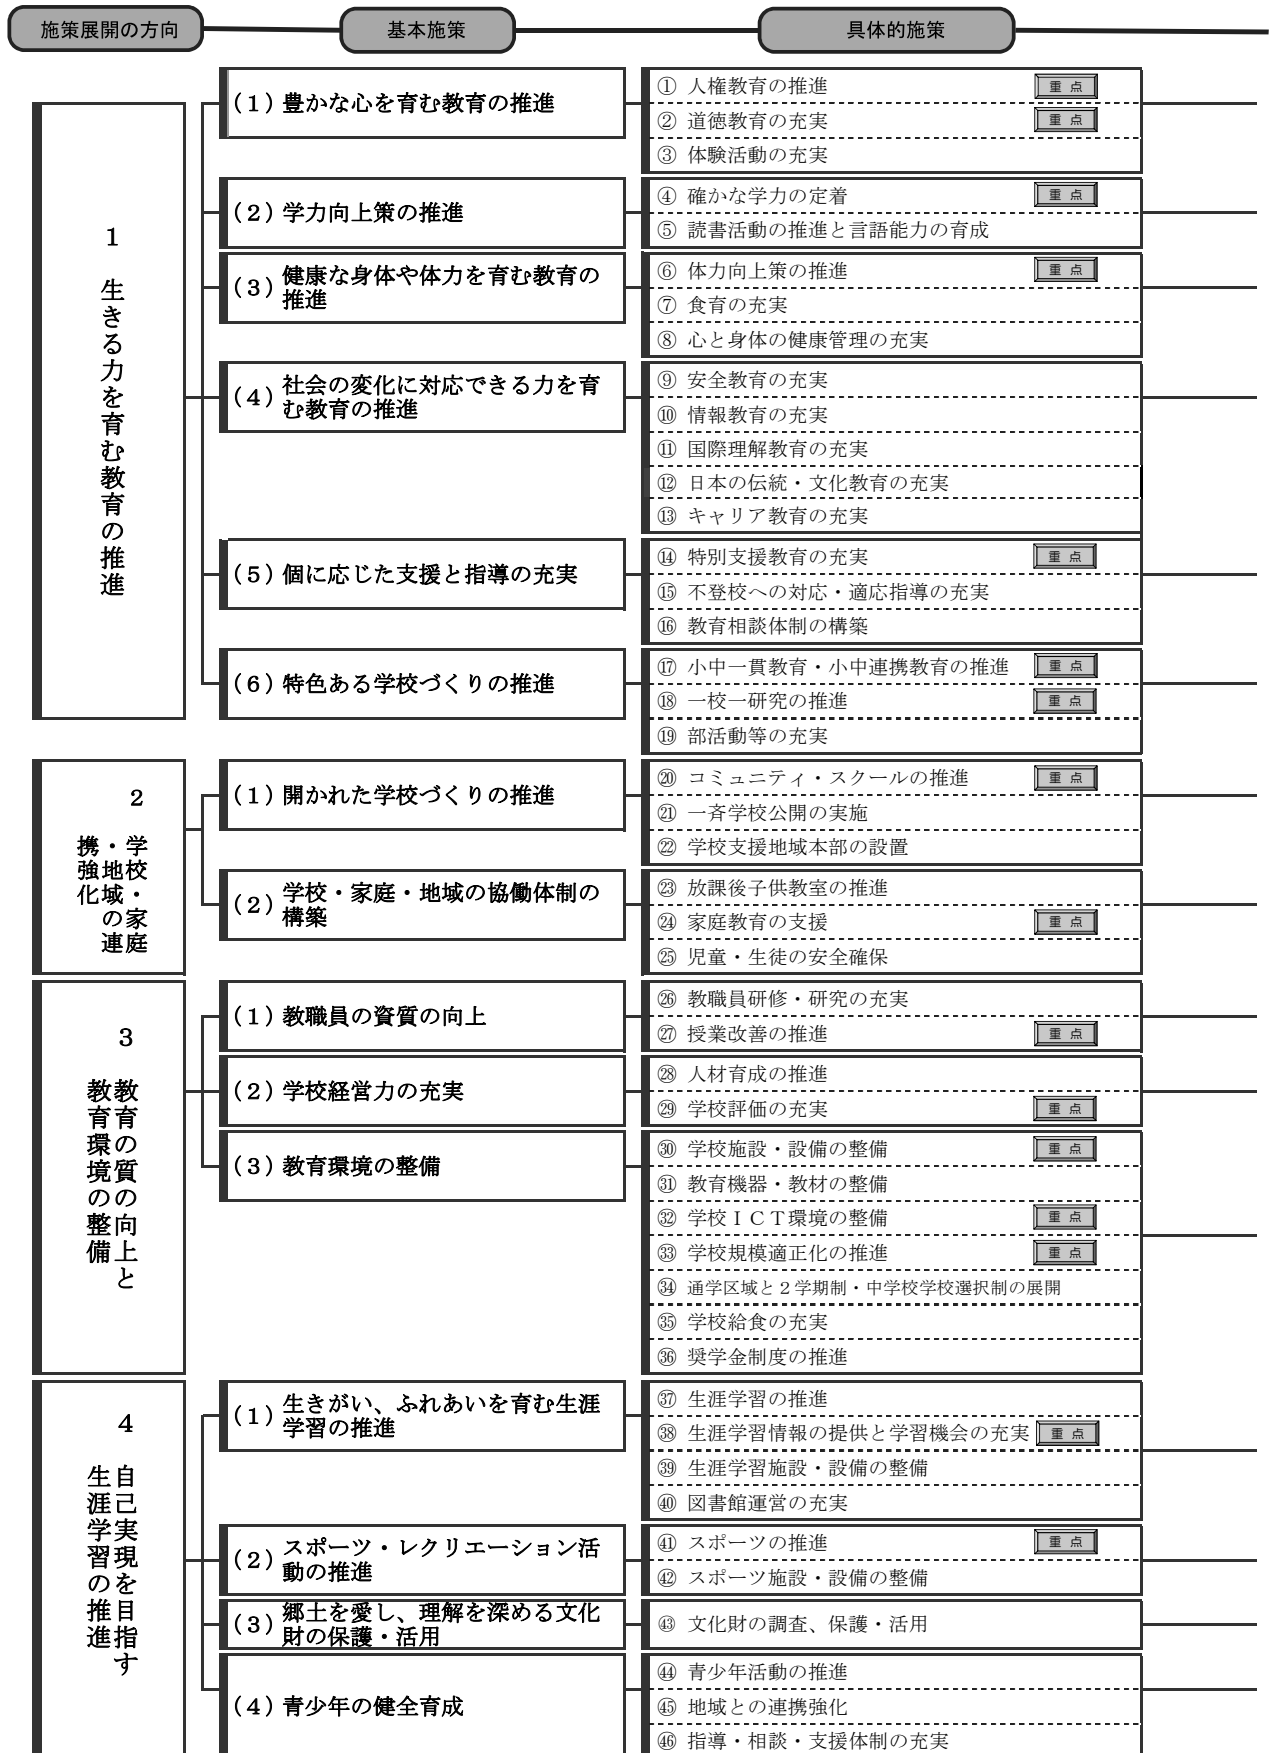 施策展開の方向
基本施策
具体的施策
1 生きる力を育む教育の推進
(1) 豊かな心を育む教育の推進
① 人権教育の推進 重点
② 道徳教育の充実 重点
③ 体験活動の充実
(2) 学力向上策の推進
④ 確かな学力の定着 重点
⑤ 読書活動の推進と言語能力の育成
(3) 健康な身体や体力を育む教育の
推進
⑥ 体力向上策の推進 重点
⑦ 食育の充実
⑧ 心と身体の健康管理の充実
(4) 社会の変化に対応できる力を育
む教育の推進
⑨ 安全教育の充実
⑩ 情報教育の充実
⑪ 国際理解教育の充実
⑫ 日本の伝統・文化教育の充実
⑬ キャリア教育の充実
(5) 個に応じた支援と指導の充実
⑭ 特別支援教育の充実 重点
⑮ 不登校への対応・適応指導の充実
⑯ 教育相談体制の構築
(6) 特色ある学校づくりの推進
⑰ 小中一貫教育・小中連携教育の推進 重点
⑱ 一校一研究の推進 重点
⑲ 部活動等の充実
2
学校・家庭
・地域の連
携強化
(1) 開かれた学校づくりの推進
⑳ コミュニティ・スクールの推進 重点
㉑ 一斉学校公開の実施
㉒ 学校支援地域本部の設置
(2) 学校・家庭・地域の協働体制の
構築
㉓ 放課後子供教室の推進
㉔ 家庭教育の支援 重点
㉕ 児童・生徒の安全確保
3
教育の質の向上と
教育環境の整備
(1) 教職員の資質の向上
㉖ 教職員研修・研究の充実
㉗ 授業改善の推進 重点
(2) 学校経営力の充実
㉘ 人材育成の推進
㉙ 学校評価の充実 重点
(3) 教育環境の整備
㉚ 学校施設・設備の整備 重点
㉛ 教育機器・教材の整備
㉜ 学校ICT環境の整備 重点
㉝ 学校規模適正化の推進 重点
㉞ 通学区域と2学期制・中学校学校選択制の展開
㉟ 学校給食の充実
㊱ 奨学金制度の推進
4
自己実現を目指す
生涯学習の推進
(1) 生きがい、ふれあいを育む生涯
学習の推進
㊲ 生涯学習の推進
㊳ 生涯学習情報の提供と学習機会の充実 重点
㊴ 生涯学習施設・設備の整備
㊵ 図書館運営の充実
(2) スポーツ・レクリエーション活
動の推進
㊶ スポーツの推進 重点
㊷ スポーツ施設・設備の整備
(3) 郷土を愛し、理解を深める文化
財の保護・活用
㊸ 文化財の調査、保護・活用
(4) 青少年の健全育成
㊹ 青少年活動の推進
㊺ 地域との連携強化
㊻ 指導・相談・支援体制の充実